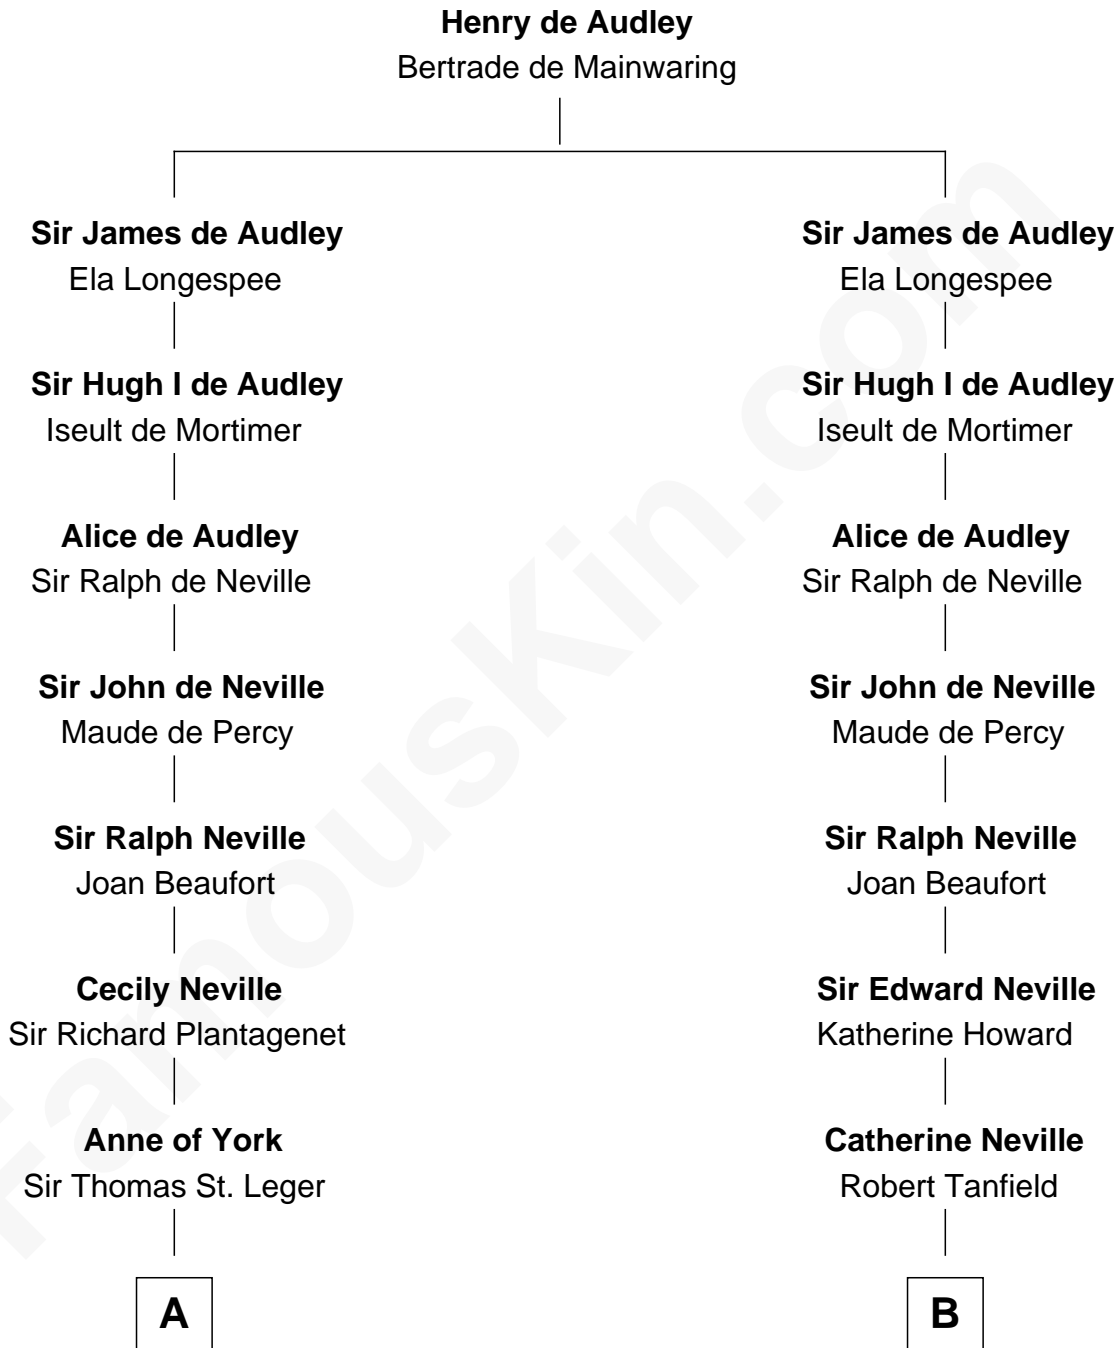 Henry de Audley
Bertrade de Mainwaring
Sir James de Audley
Ela Longespee
Sir Hugh I de Audley
Iseult de Mortimer
Alice de Audley
Sir Ralph de Neville
Sir John de Neville
Maude de Percy
Sir Ralph Neville
Joan Beaufort
Cecily Neville
Sir Richard Plantagenet
Anne of York
Sir Thomas St. Leger
A
Sir James de Audley
Ela Longespee
Sir Hugh I de Audley
Iseult de Mortimer
Alice de Audley
Sir Ralph de Neville
Sir John de Neville
Maude de Percy
Sir Ralph Neville
Joan Beaufort
Sir Edward Neville
Katherine Howard
Catherine Neville
Robert Tanfield
B
FamousKin.com